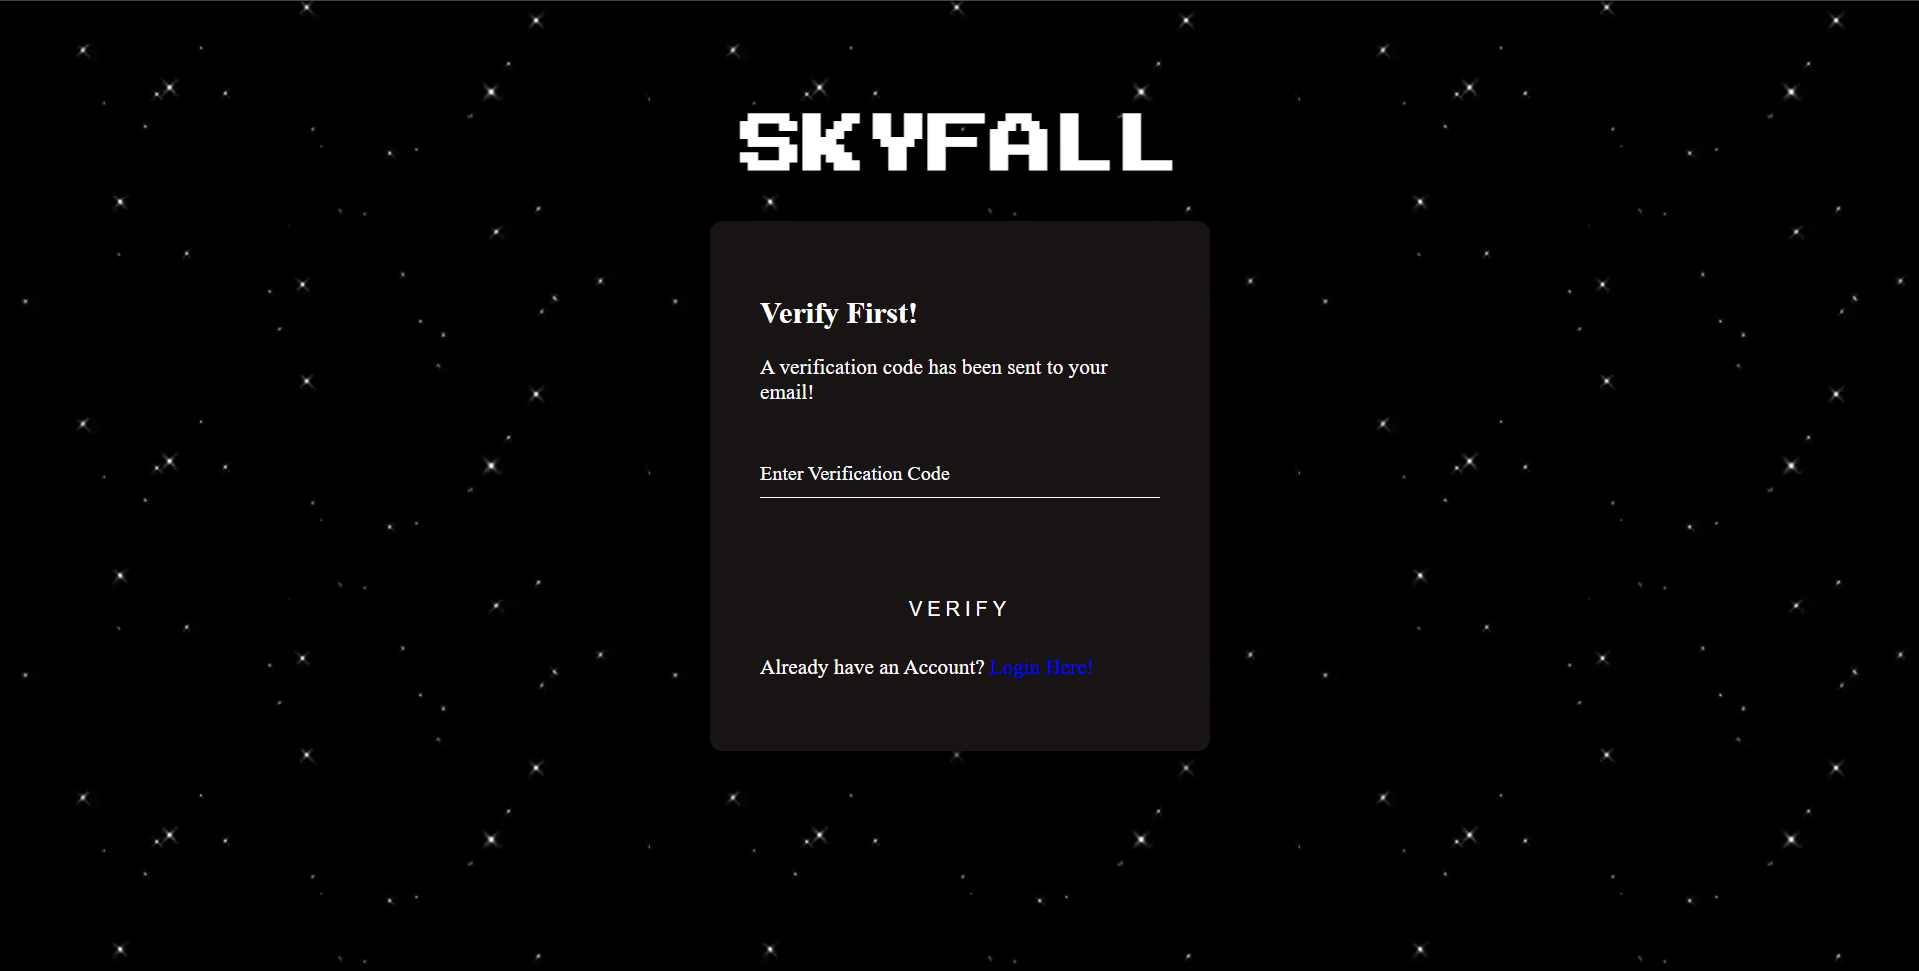 SKYFALL
Verify First!
A verification code has been sent to your
email!
Enter Verification Code
VERIFY
Already have an Account? Login Here!